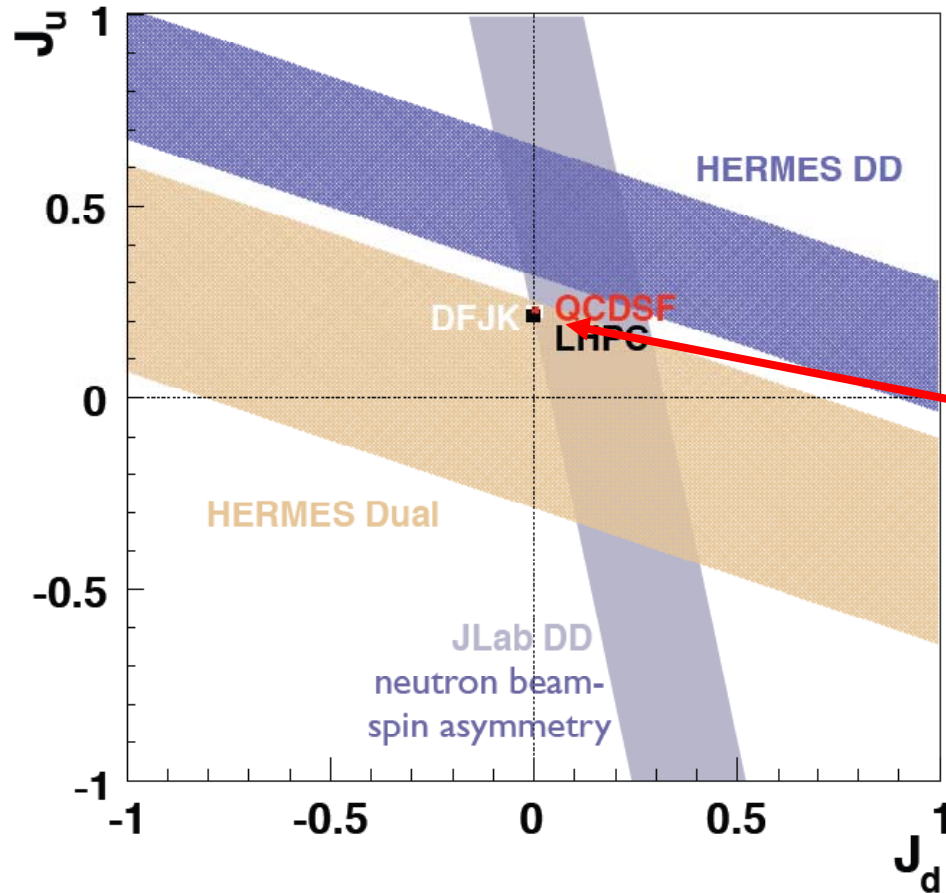 J_u
1
0.5
0
-0.5
-1
HERMES DD
DFJK
QCDSF
LHPC
HERMES Dual
JLab DD
neutron beam-
spin asymmetry
-1 -0.5 0 0.5 1
J_d